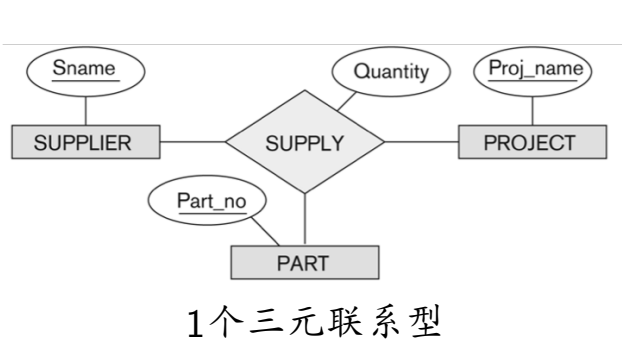 Sname
Quantity
Proj_name
SUPPLIER
SUPPLY
PROJECT
Part_no
PART
1个三元联系型